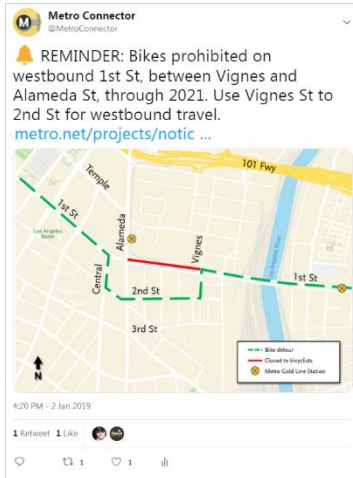 Metro Connector
@MetroConnector
REMINDER: Bikes prohibited on
westbound 1st St, between Vignes and
Alameda St, through 2021. Use Vignes St to
2nd St for westbound travel.
metro.net/projects/notic ...
101 Fwy
Temple
1st St
Alameda
Los Angeles River
Vignes
1st St
Central
2nd St
3rd St
N
Bike detour
Closed to bicyclists
Metro Gold Line Station
4:20 PM - 2 Jan 2019
1 Retweet 1 Like
1 1